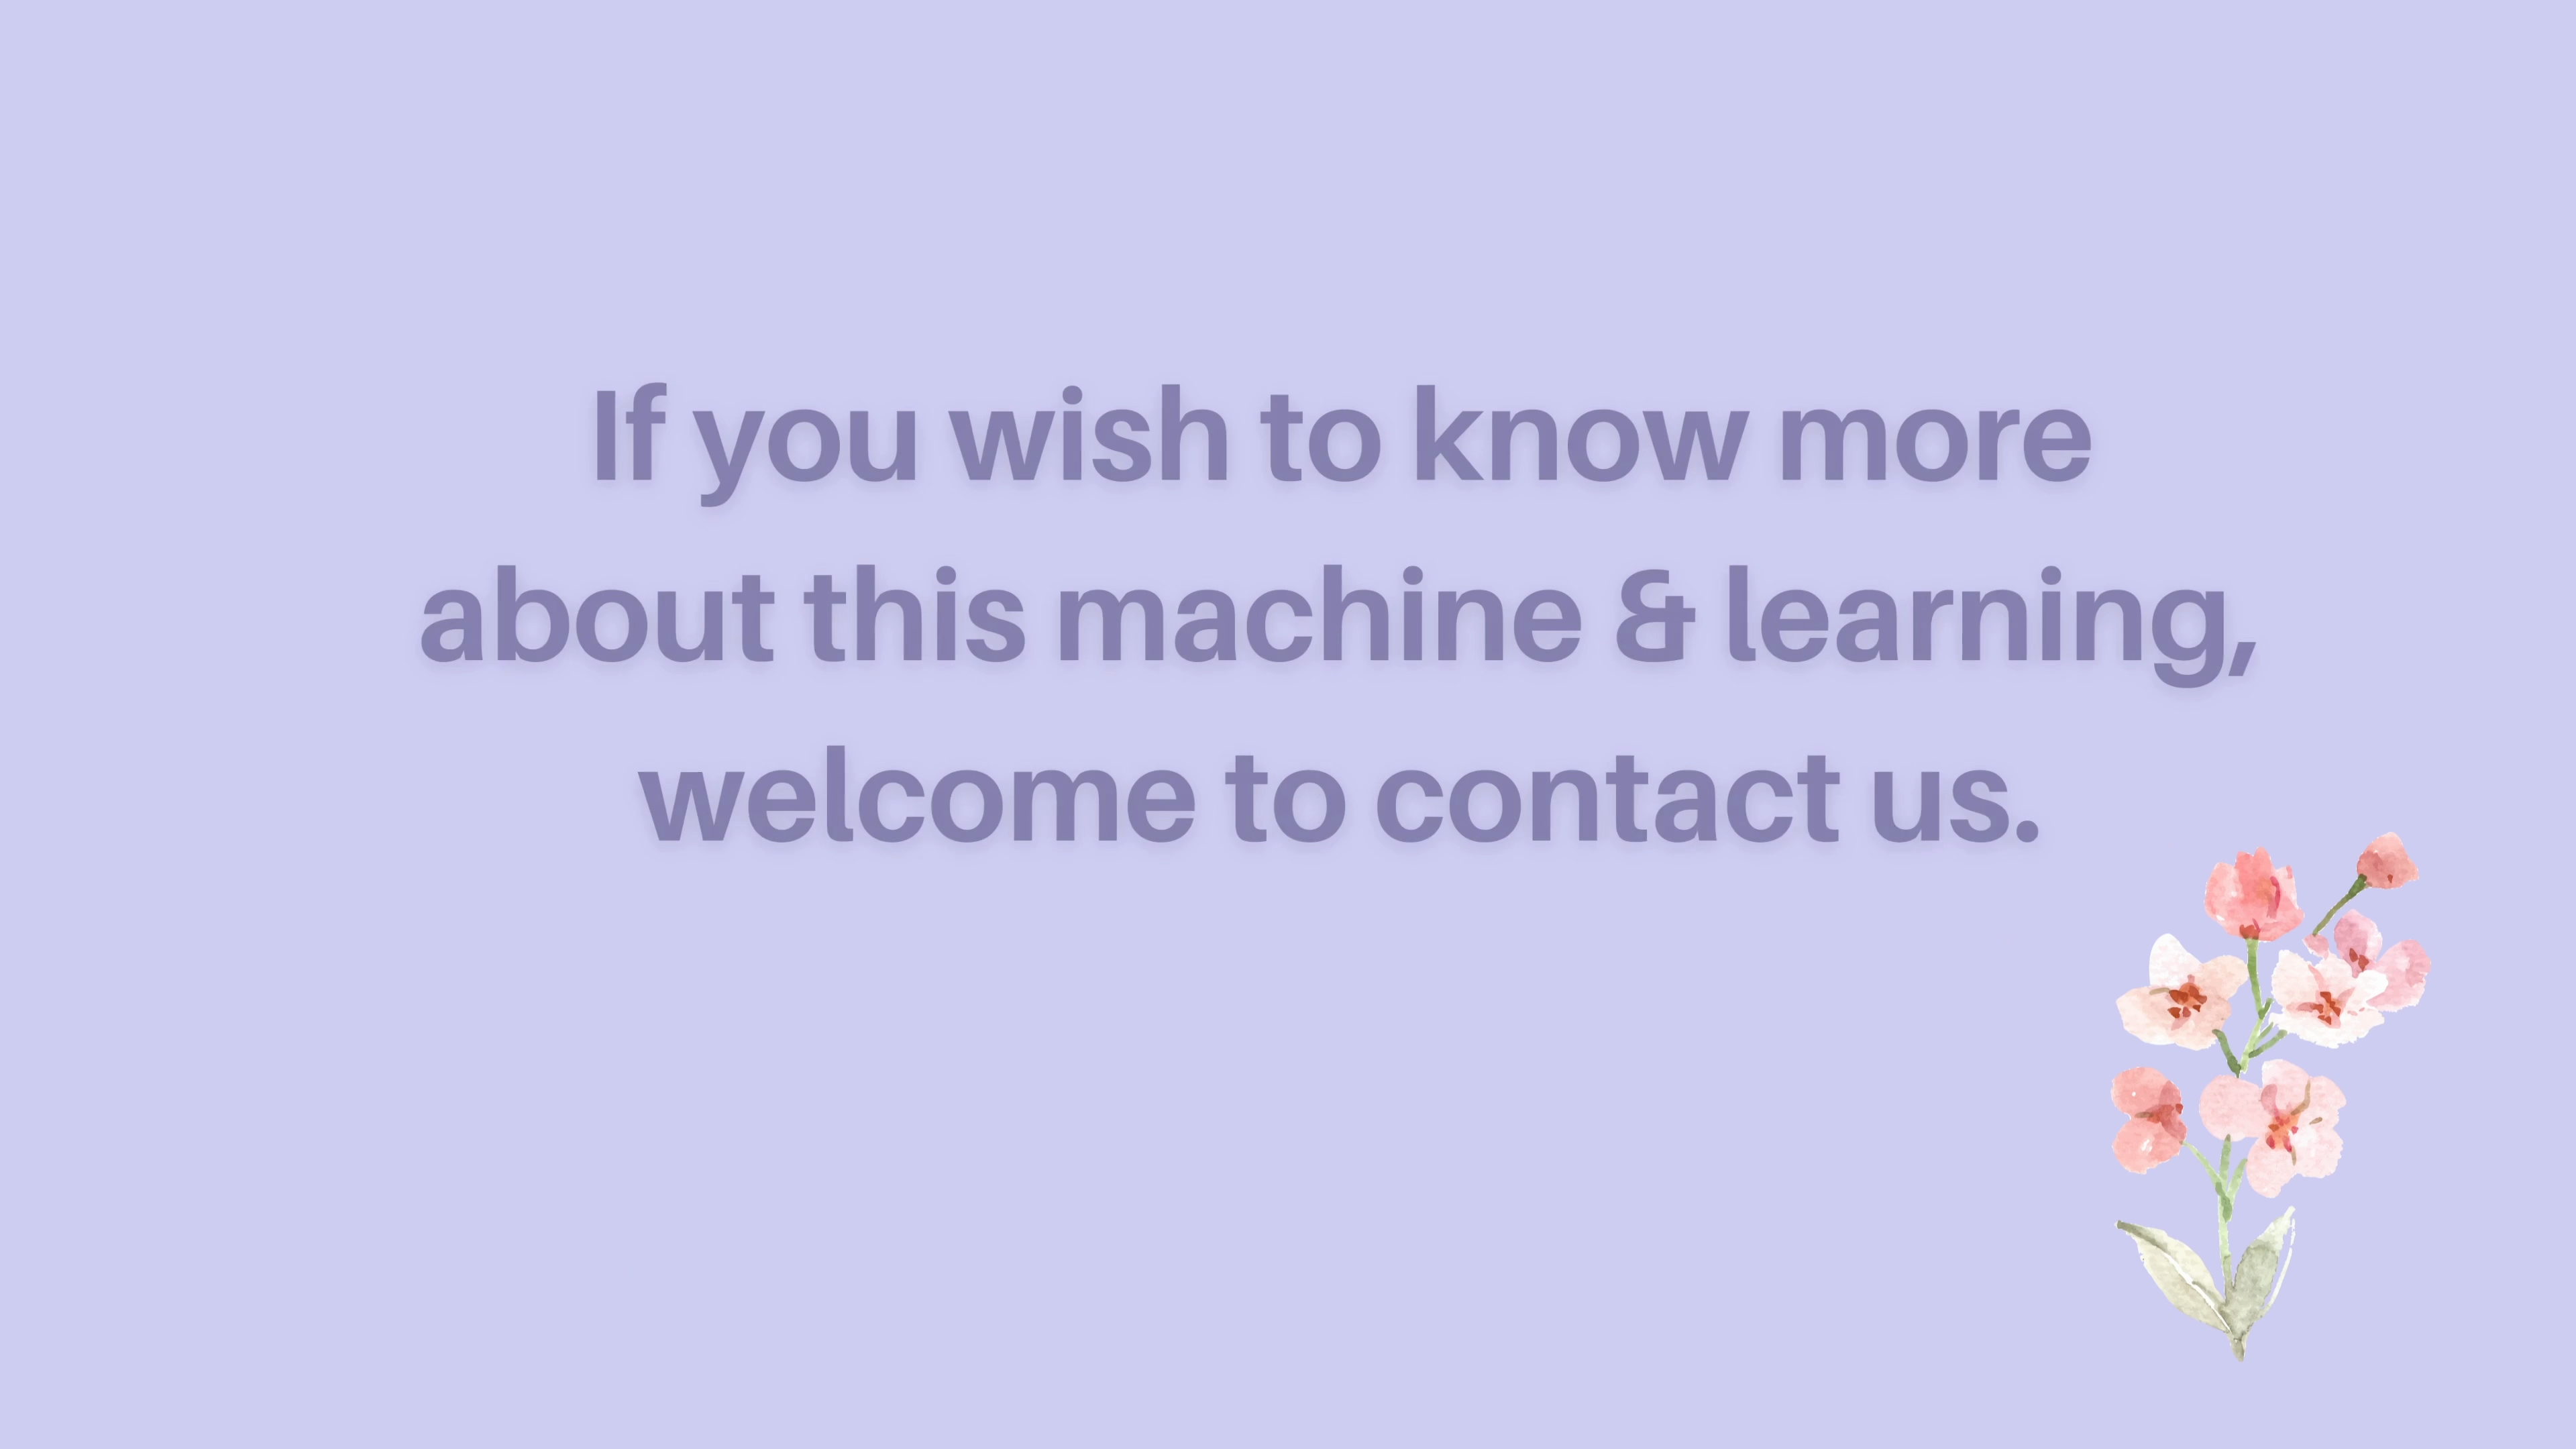 If you wish to know more
about this machine & learning,
welcome to contact us.